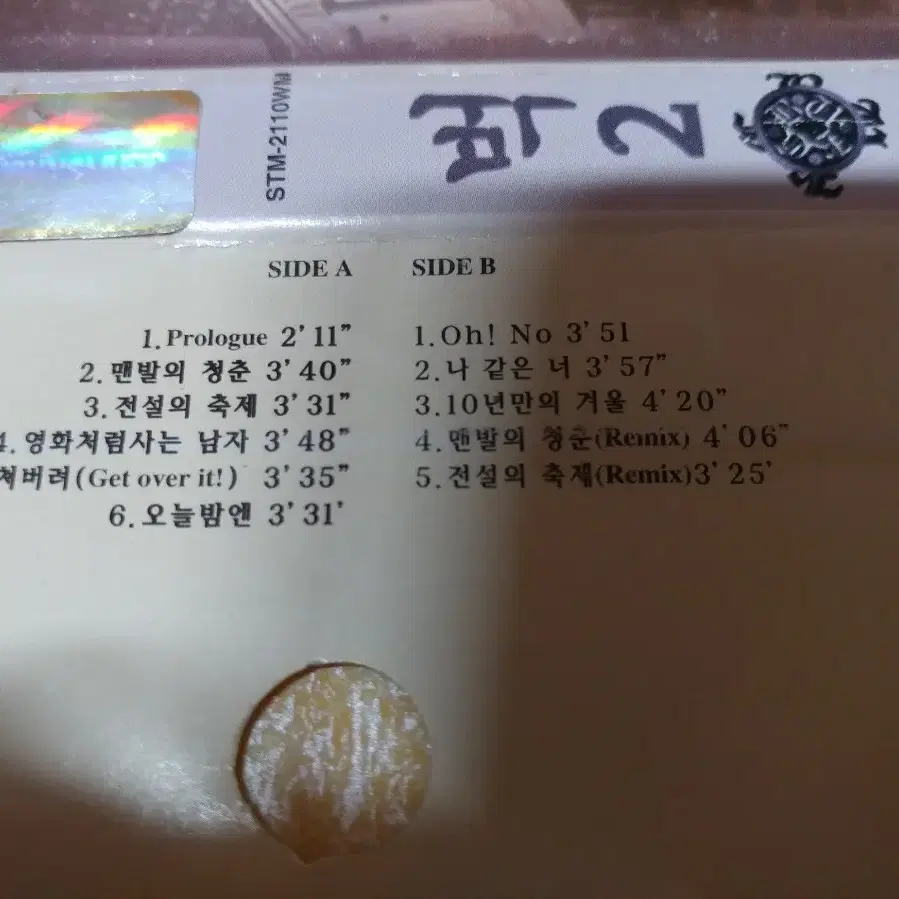 STM-2110WM
벅 2
SIDE A
1. Prologue 2' 11"
2. 맨발의 청춘 3' 40"
3. 전설의 축제 3' 31"
4. 영화처럼사는 남자 3' 48"
쳐버려(Get over it!) 3' 35"
6. 오늘밤엔 3' 31'
SIDE B
1. Oh! No 3' 51
2. 나 같은 너 3' 57"
3. 10년만의 겨울 4' 20"
4. 맨발의 청춘(Remix) 4' 06"
5. 전설의 축제(Remix)3' 25'